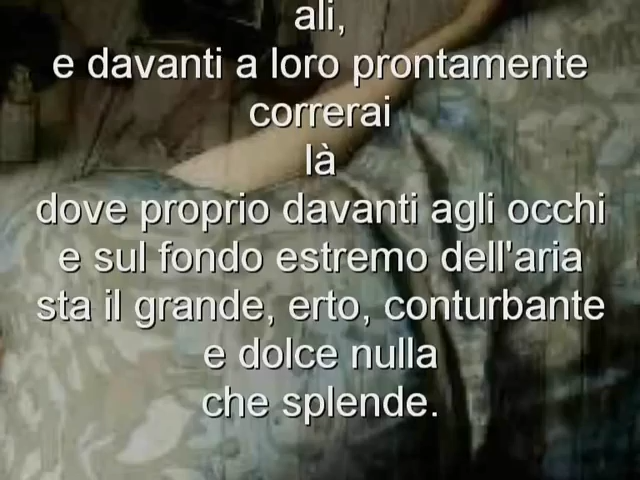 ali,
e davanti a loro prontamente
correrai
là
dove proprio davanti agli occhi
e sul fondo estremo dell'aria
sta il grande, erto, conturbante
e dolce nulla
che splende.